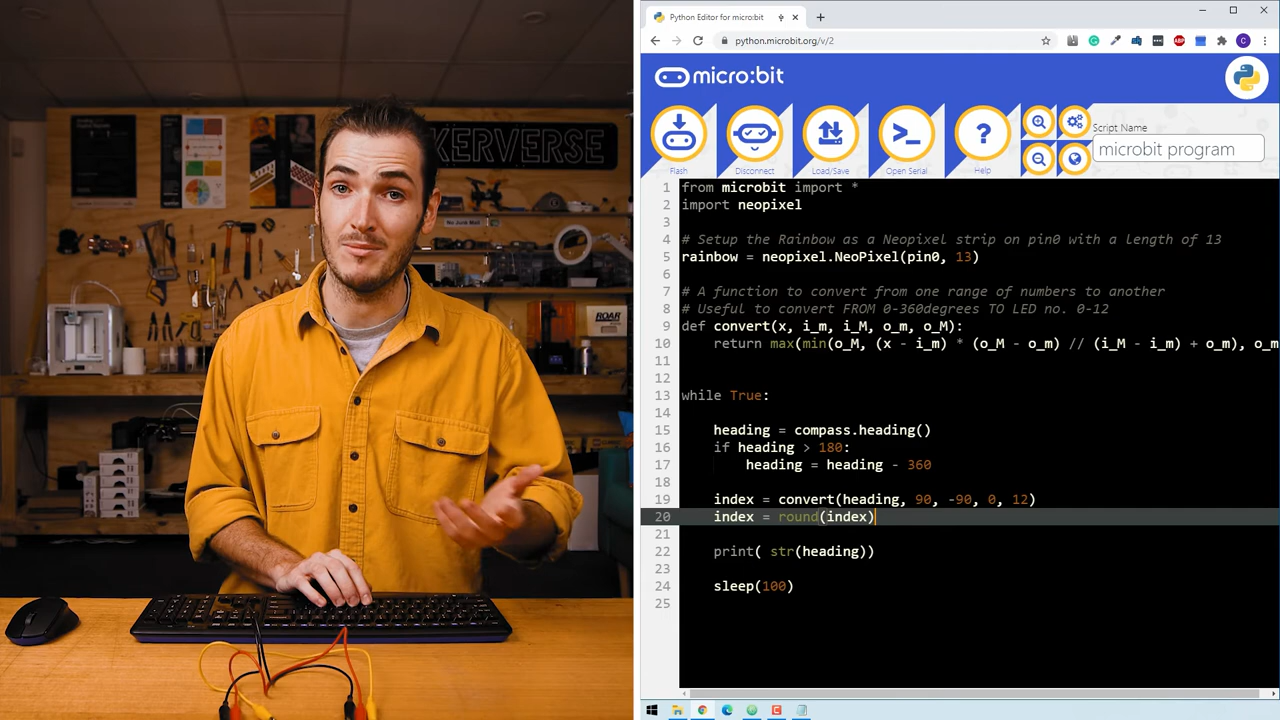 KERVERSE
No Junk Mail
ROAR
Python Editor for micro:bit
python.microbit.org/v/2
ABP
C
micro:bit
Flash
Disconnect
Load/Save
Open Serial
Help
Script Name
microbit program
1 from microbit import *
2 import neopixel
3
4 # Setup the Rainbow as a Neopixel strip on pin0 with a length of 13
5 rainbow = neopixel.NeoPixel(pin0, 13)
6
7 # A function to convert from one range of numbers to another
8 # Useful to convert FROM 0-360degrees TO LED no. 0-12
9 def convert(x, i_m, i_M, o_m, o_M):
10 return max(min(o_M, (x - i_m) * (o_M - o_m) // (i_M - i_m) + o_m), o_m
11
12
13 while True:
14
15 heading = compass.heading()
16 if heading > 180:
17 heading = heading - 360
18
19 index = convert(heading, 90, -90, 0, 12)
20 index = round(index)
21
22 print( str(heading))
23
24 sleep(100)
25